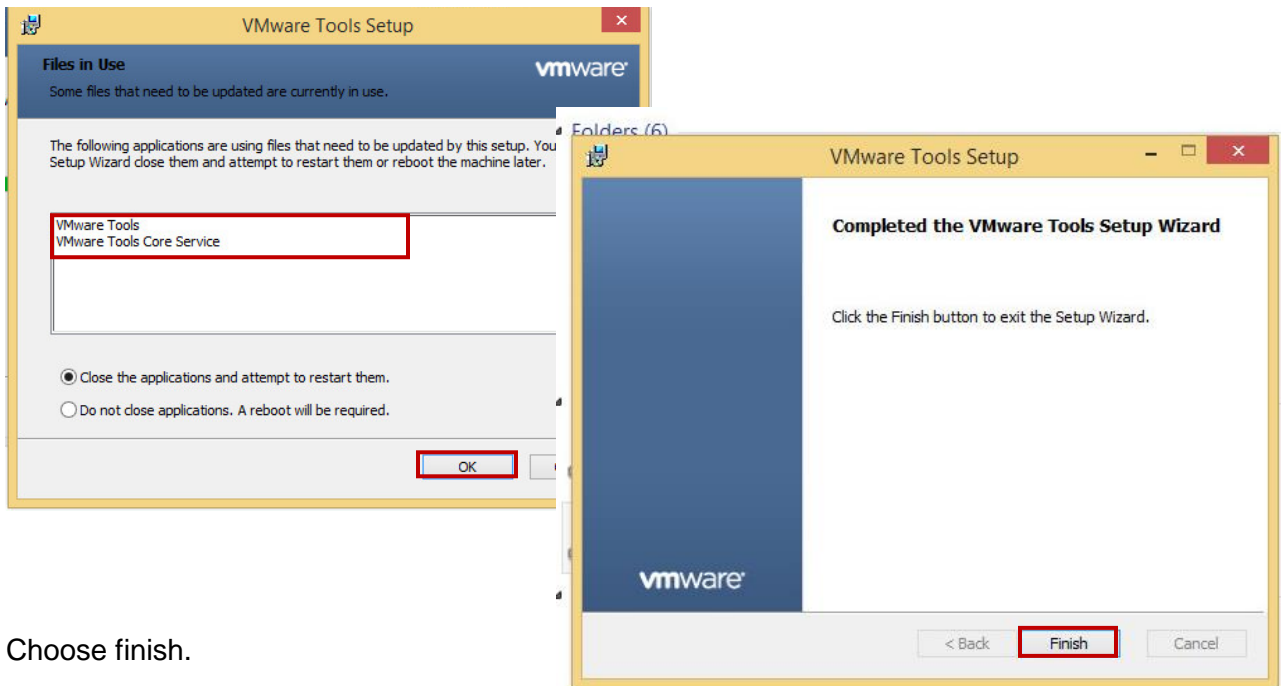 VMware Tools Setup
Files in Use
vmware
Some files that need to be updated are currently in use.
The following applications are using files that need to be updated by this setup. You
Setup Wizard close them and attempt to restart them or reboot the machine later.
VMware Tools
VMware Tools Core Service
Close the applications and attempt to restart them.
Do not close applications. A reboot will be required.
OK
Folders (6)
VMware Tools Setup
Completed the VMware Tools Setup Wizard
Click the Finish button to exit the Setup Wizard.
vmware
< Back Finish Cancel
Choose finish.